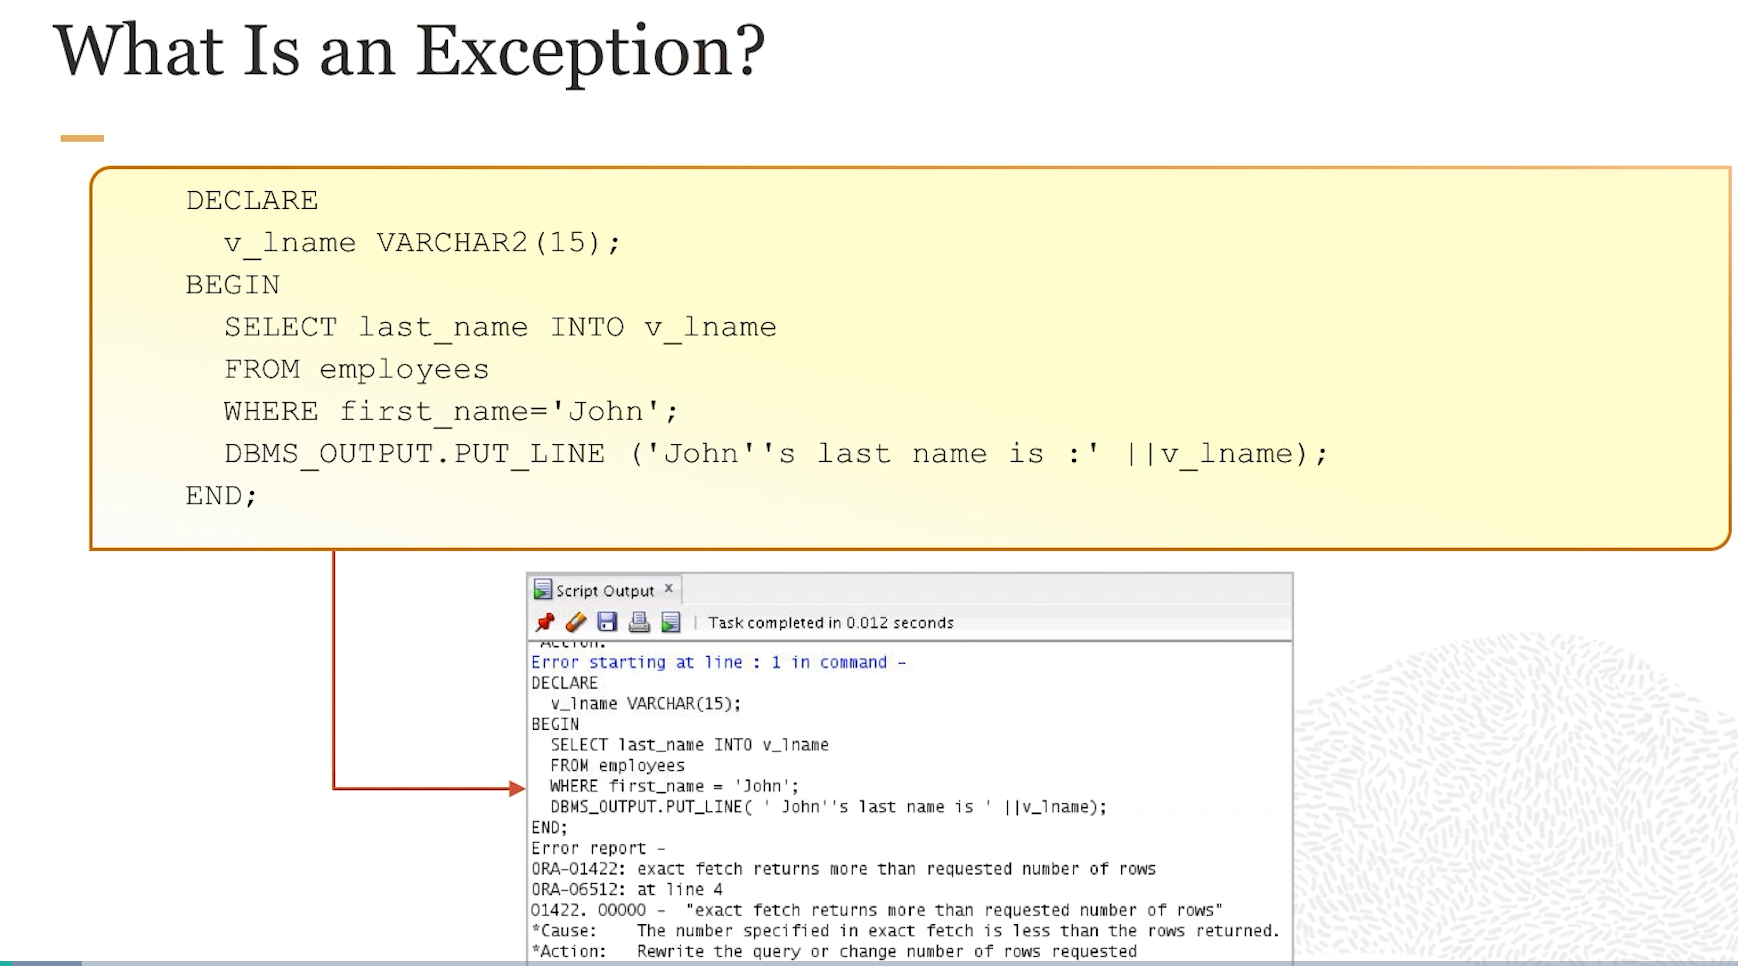 What Is an Exception?
DECLARE
  v_lname VARCHAR2(15);
BEGIN
  SELECT last_name INTO v_lname
  FROM employees
  WHERE first_name='John';
  DBMS_OUTPUT.PUT_LINE ('John''s last name is :' ||v_lname);
END;
Script Output x
Task completed in 0.012 seconds
Action:
Error starting at line : 1 in command -
DECLARE
  v_lname VARCHAR(15);
BEGIN
  SELECT last_name INTO v_lname
  FROM employees
  WHERE first_name = 'John';
  DBMS_OUTPUT.PUT_LINE( ' John''s last name is ' ||v_lname);
END;
Error report -
ORA-01422: exact fetch returns more than requested number of rows
ORA-06512: at line 4
01422. 00000 -  "exact fetch returns more than requested number of rows"
*Cause:    The number specified in exact fetch is less than the rows returned.
*Action:   Rewrite the query or change number of rows requested